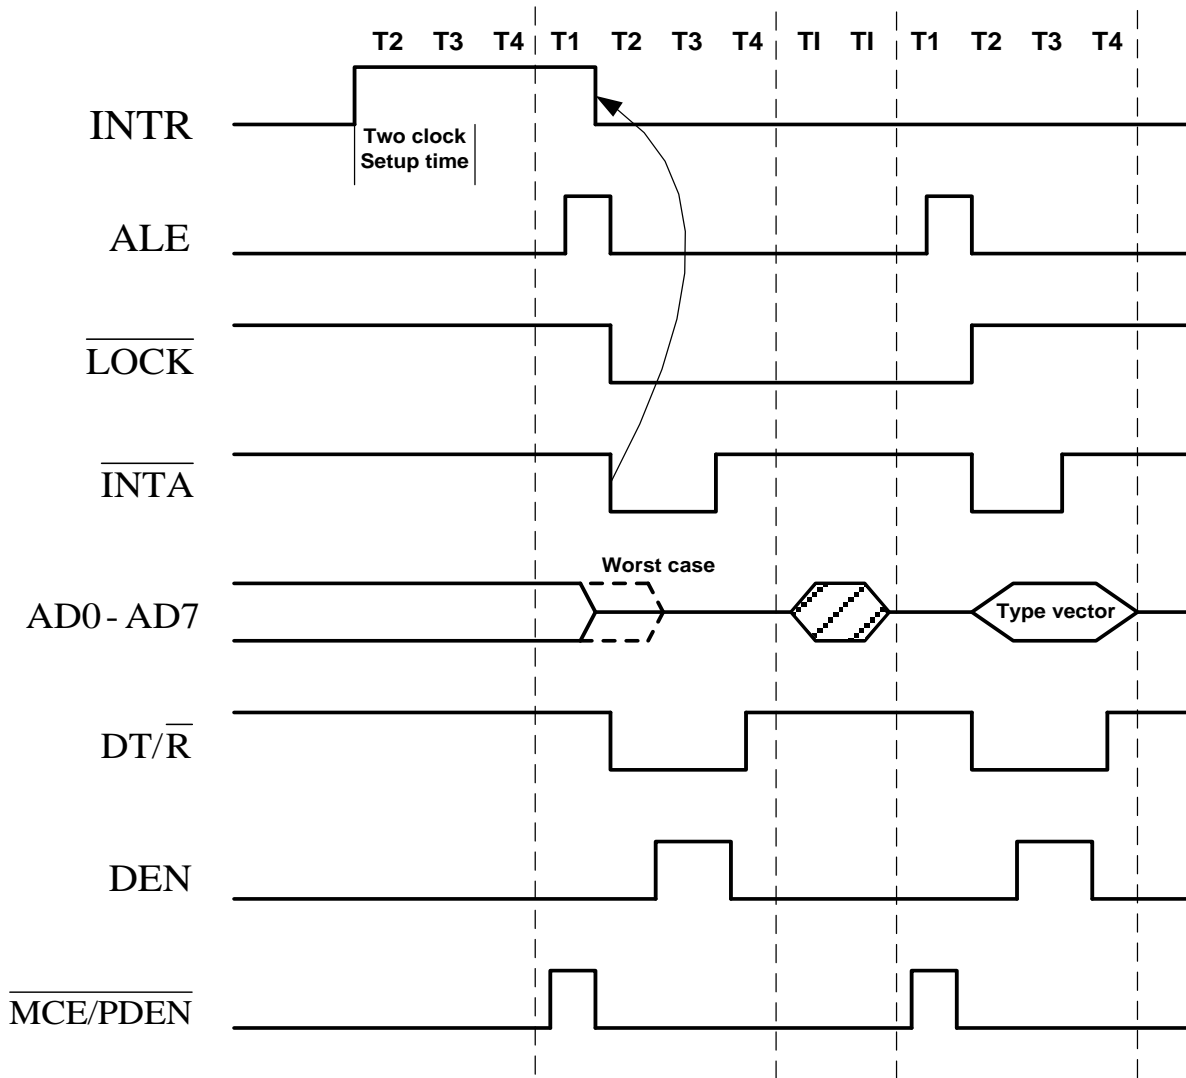 T2 T3 T4 T1 T2 T3 T4 TI TI T1 T2 T3 T4
INTR
Two clock
Setup time
ALE
LOCK
INTA
Worst case
AD0 - AD7
Type vector
DT/R
DEN
MCE/PDEN